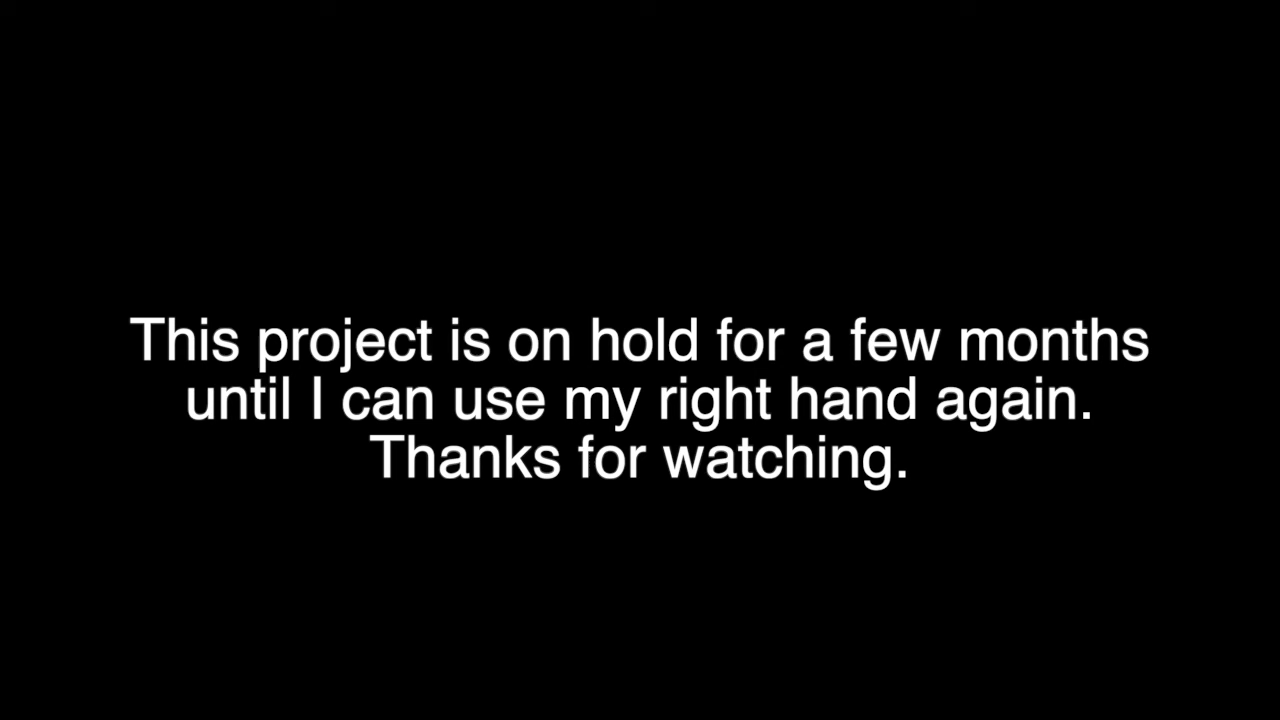 This project is on hold for a few months
until I can use my right hand again.
Thanks for watching.